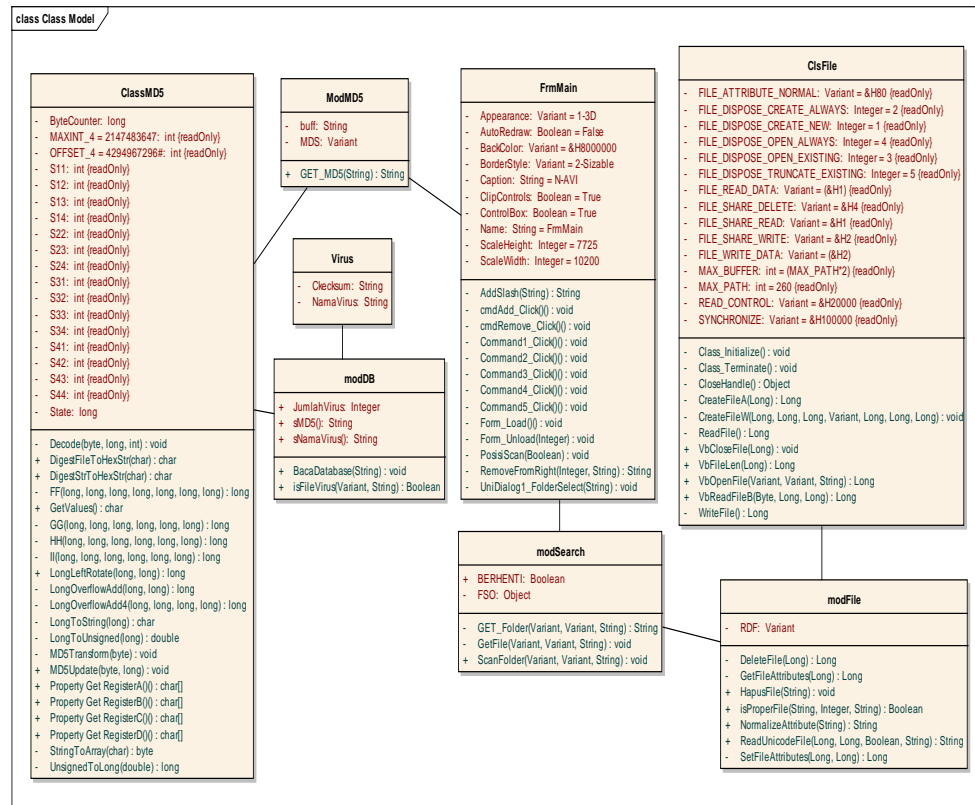 class Class Model
ClassMD5
- ByteCounter: long
- MAXINT_4 = 2147483647: int {readOnly}
- OFFSET_4 = 4294967296#: int {readOnly}
- S11: int {readOnly}
- S12: int {readOnly}
- S13: int {readOnly}
- S14: int {readOnly}
- S22: int {readOnly}
- S23: int {readOnly}
- S24: int {readOnly}
- S31: int {readOnly}
- S32: int {readOnly}
- S33: int {readOnly}
- S34: int {readOnly}
- S41: int {readOnly}
- S42: int {readOnly}
- S43: int {readOnly}
- S44: int {readOnly}
- State: long
- Decode(byte, long, int) : void
+ DigestFileToHexStr(char) : char
+ DigestStrToHexStr(char) : char
- FF(long, long, long, long, long, long, long) : long
+ GetValues() : char
- GG(long, long, long, long, long, long, long) : long
- HH(long, long, long, long, long, long, long) : long
- II(long, long, long, long, long, long, long) : long
+ LongLeftRotate(long, long) : long
- LongOverflowAdd(long, long) : long
- LongOverflowAdd4(long, long, long, long) : long
- LongToString(long) : char
- LongToUnsigned(long) : double
- MD5Transform(byte) : void
+ MD5Update(byte, long) : void
+ Property Get RegisterA()() : char[]
+ Property Get RegisterB()() : char[]
+ Property Get RegisterC()() : char[]
+ Property Get RegisterD()() : char[]
- StringToArray(char) : byte
- UnsignedToLong(double) : long
ModMD5
- buff: String
- MDS: Variant
+ GET_MD5(String) : String
Virus
- Ckecksum: String
- NamaVirus: String
modDB
+ JumlahVirus: Integer
+ sMD5(): String
+ sNamaVirus(): String
+ BacaDatabase(String) : void
+ isFileVirus(Variant, String) : Boolean
FrmMain
- Appearance: Variant = 1-3D
- AutoRedraw: Boolean = False
- BackColor: Variant = &H8000000
- BorderStyle: Variant = 2-Sizable
- Caption: String = N-AVI
- ClipControls: Boolean = True
- ControlBox: Boolean = True
- Name: String = FrmMain
- ScaleHeight: Integer = 7725
- ScaleWidth: Integer = 10200
- AddSlash(String) : String
- cmdAdd_Click()() : void
- cmdRemove_Click()() : void
- Command1_Click()() : void
- Command2_Click()() : void
- Command3_Click()() : void
- Command4_Click()() : void
- Command5_Click()() : void
- Form_Load()() : void
- Form_Unload(Integer) : void
- PosisiScan(Boolean) : void
- RemoveFromRight(Integer, String) : String
- UniDialog1_FolderSelect(String) : void
modSearch
+ BERHENTI: Boolean
- FSO: Object
- GET_Folder(Variant, Variant, String) : String
- GetFile(Variant, Variant, String) : void
+ ScanFolder(Variant, Variant, String) : void
ClsFile
- FILE_ATTRIBUTE_NORMAL: Variant = &H80 {readOnly}
- FILE_DISPOSE_CREATE_ALWAYS: Integer = 2 {readOnly}
- FILE_DISPOSE_CREATE_NEW: Integer = 1 {readOnly}
- FILE_DISPOSE_OPEN_ALWAYS: Integer = 4 {readOnly}
- FILE_DISPOSE_OPEN_EXISTING: Integer = 3 {readOnly}
- FILE_DISPOSE_TRUNCATE_EXISTING: Integer = 5 {readOnly}
- FILE_READ_DATA: Variant = (&H1) {readOnly}
- FILE_SHARE_DELETE: Variant = &H4 {readOnly}
- FILE_SHARE_READ: Variant = &H1 {readOnly}
- FILE_SHARE_WRITE: Variant = &H2 {readOnly}
- FILE_WRITE_DATA: Variant = (&H2)
- MAX_BUFFER: int = (MAX_PATH*2) {readOnly}
- MAX_PATH: int = 260 {readOnly}
- READ_CONTROL: Variant = &H20000 {readOnly}
- SYNCHRONIZE: Variant = &H100000 {readOnly}
- Class_Initialize() : void
- Class_Terminate() : void
- CloseHandle() : Object
- CreateFileA(Long) : Long
- CreateFileW(Long, Long, Long, Variant, Long, Long, Long) : void
- ReadFile() : Long
+ VbCloseFile(Long) : void
+ VbFileLen(Long) : Long
+ VbOpenFile(Variant, Variant, String) : Long
+ VbReadFileB(Byte, Long, Long) : Long
- WriteFile() : Long
modFile
- RDF: Variant
- DeleteFile(Long) : Long
- GetFileAttributes(Long) : Long
+ HapusFile(String) : void
+ isProperFile(String, Integer, String) : Boolean
+ NormalizeAttribute(String) : String
+ ReadUnicodeFile(Long, Long, Boolean, String) : String
- SetFileAttributes(Long, Long) : Long